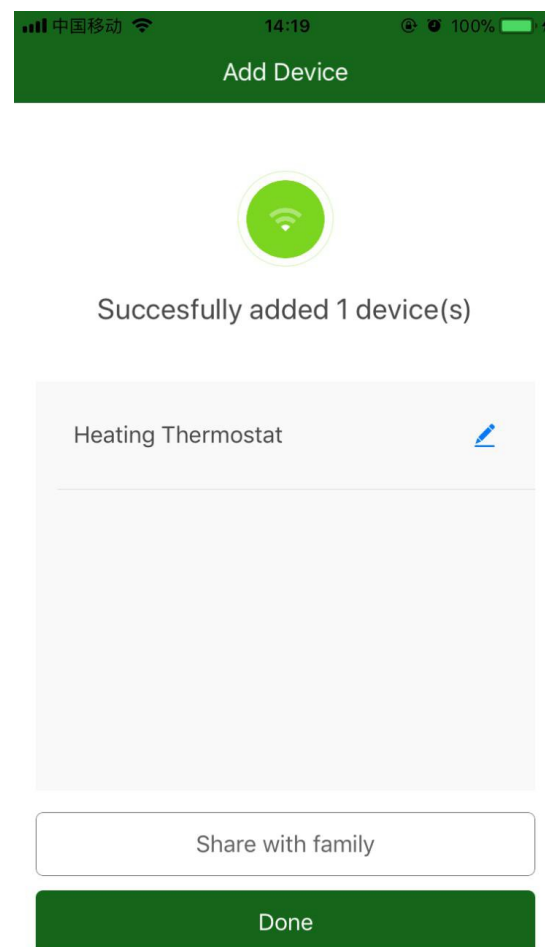 中国移动 14:19 100%
Add Device
Succesfully added 1 device(s)
Heating Thermostat
Share with family
Done